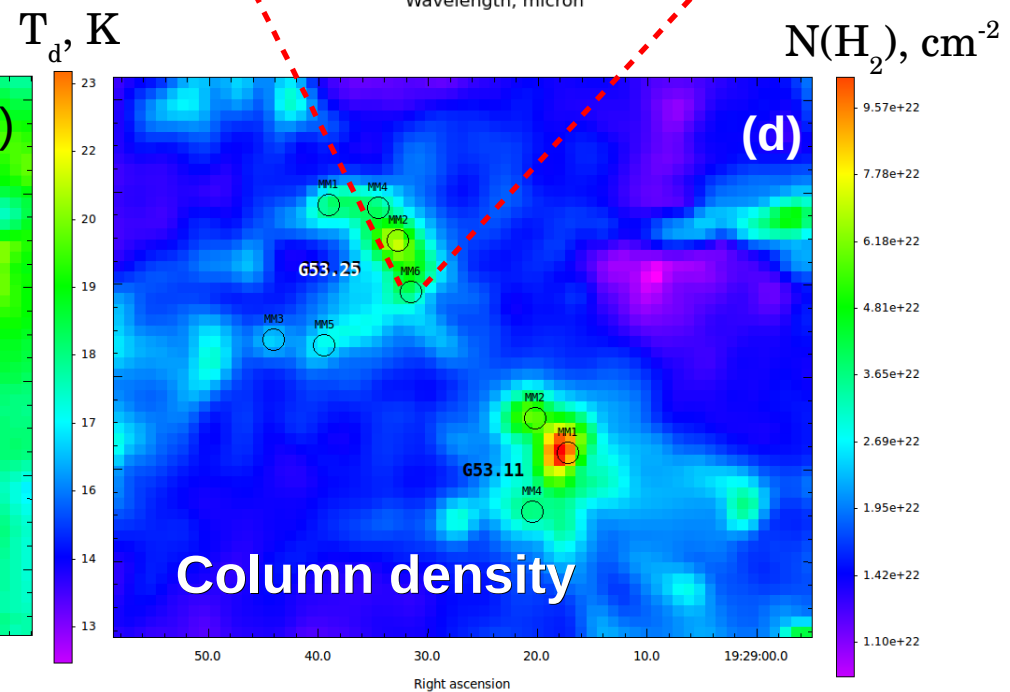 Wavelength, micron
T_d, K
N(H_2), cm^-2
)
(d)
23
22
20
19
18
17
16
14
13
MM1
MM4
MM2
G53.25
MM6
MM3
MM5
MM2
MM1
G53.11
MM4
Column density
9.57e+22
7.78e+22
6.18e+22
4.81e+22
3.65e+22
2.69e+22
1.95e+22
1.42e+22
1.10e+22
50.0 40.0 30.0 20.0 10.0 19:29:00.0
Right ascension